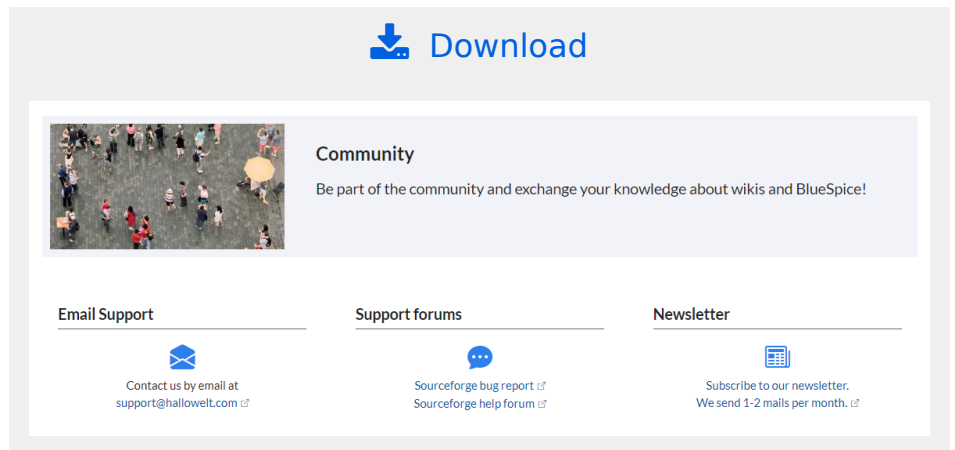 Download
Community
Be part of the community and exchange your knowledge about wikis and BlueSpice!
Email Support
Contact us by email at
support@hallowelt.com
Support forums
Sourceforge bug report
Sourceforge help forum
Newsletter
Subscribe to our newsletter.
We send 1-2 mails per month.